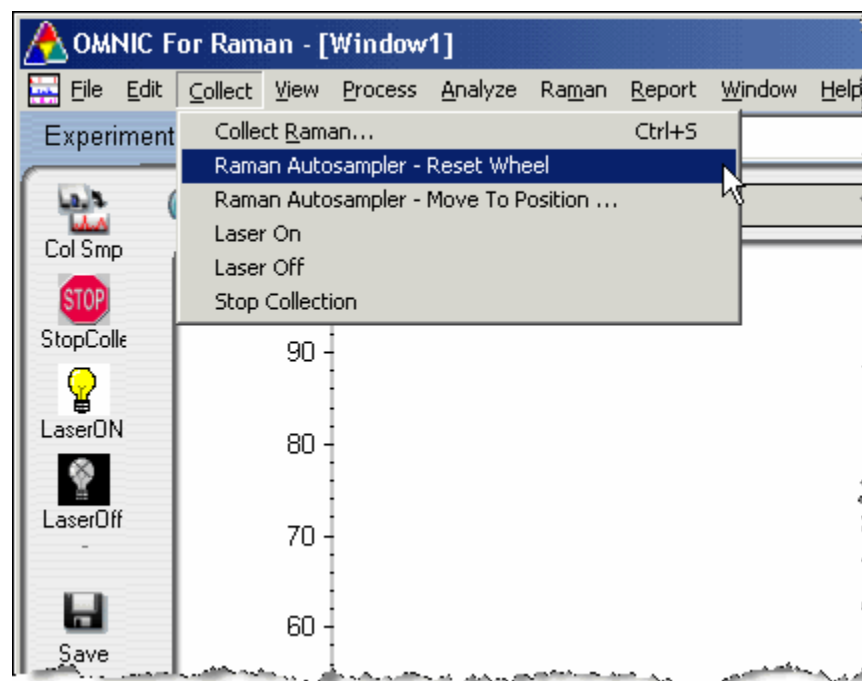 OMNIC For Raman - [Window1]
File Edit Collect View Process Analyze Raman Report Window Help
Experiment
Collect Raman... Ctrl+S
Raman Autosampler - Reset Wheel
Raman Autosampler - Move To Position ...
Laser On
Laser Off
Stop Collection
Col Smp
STOP
StopColle
LaserON
LaserOff
Save
90
80
70
60